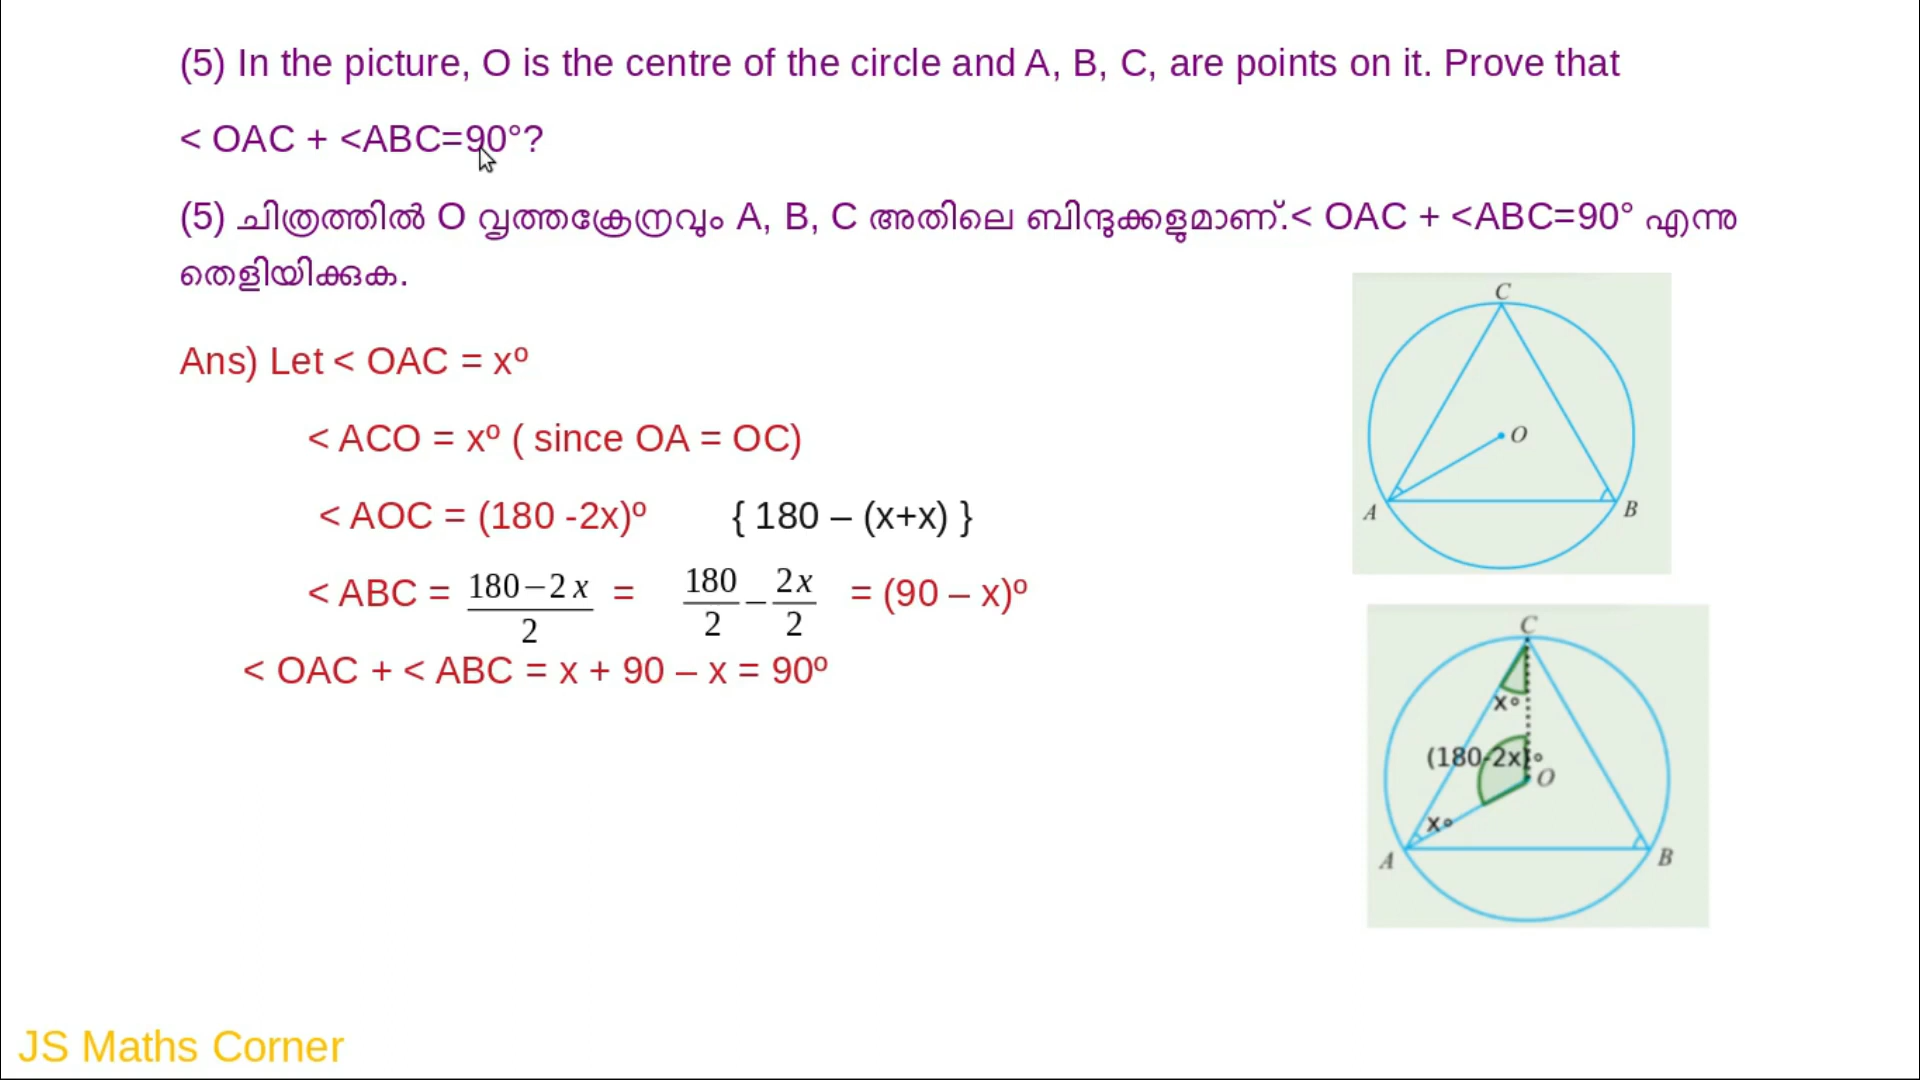 (5) In the picture, O is the centre of the circle and A, B, C, are points on it. Prove that
< OAC + <ABC=90°?
(5) ചിത്രത്തിൽ O വൃത്തകേന്ദ്രവും A, B, C അതിലെ ബിന്ദുക്കളുമാണ്.< OAC + <ABC=90° എന്നു
തെളിയിക്കുക.
Ans) Let < OAC = xº
< ACO = xº ( since OA = OC)
< AOC = (180 -2x)º { 180 – (x+x) }
< ABC = (180−2x)/2 = 180/2 − 2x/2 = (90 – x)º
< OAC + < ABC = x + 90 – x = 90º
C
O
A
B
C
x°
(180-2x)°
O
x°
A
B
JS Maths Corner